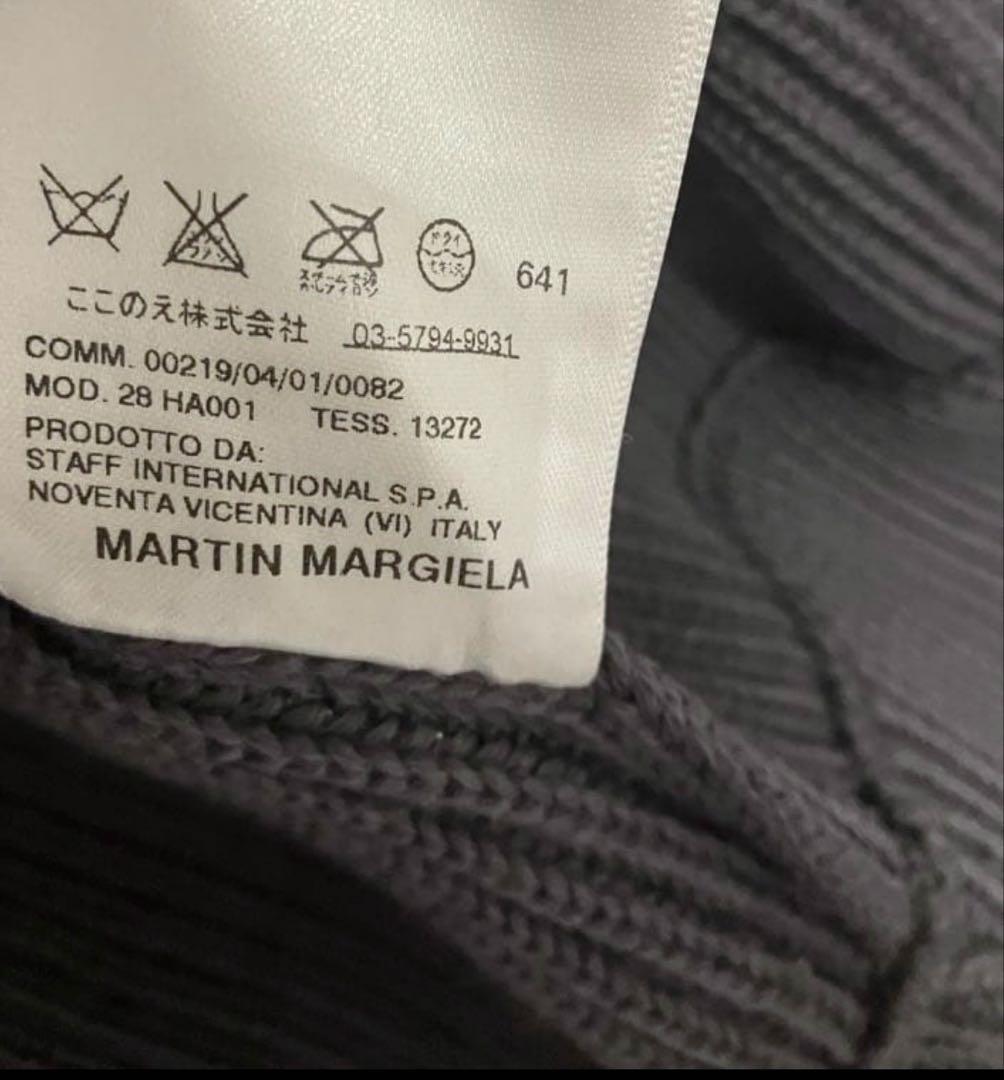 641
ここのえ株式会社 03-5794-9931
COMM. 00219/04/01/0082
MOD. 28 HA001 TESS. 13272
PRODOTTO DA:
STAFF INTERNATIONAL S.P.A.
NOVENTA VICENTINA (VI) ITALY
MARTIN MARGIELA